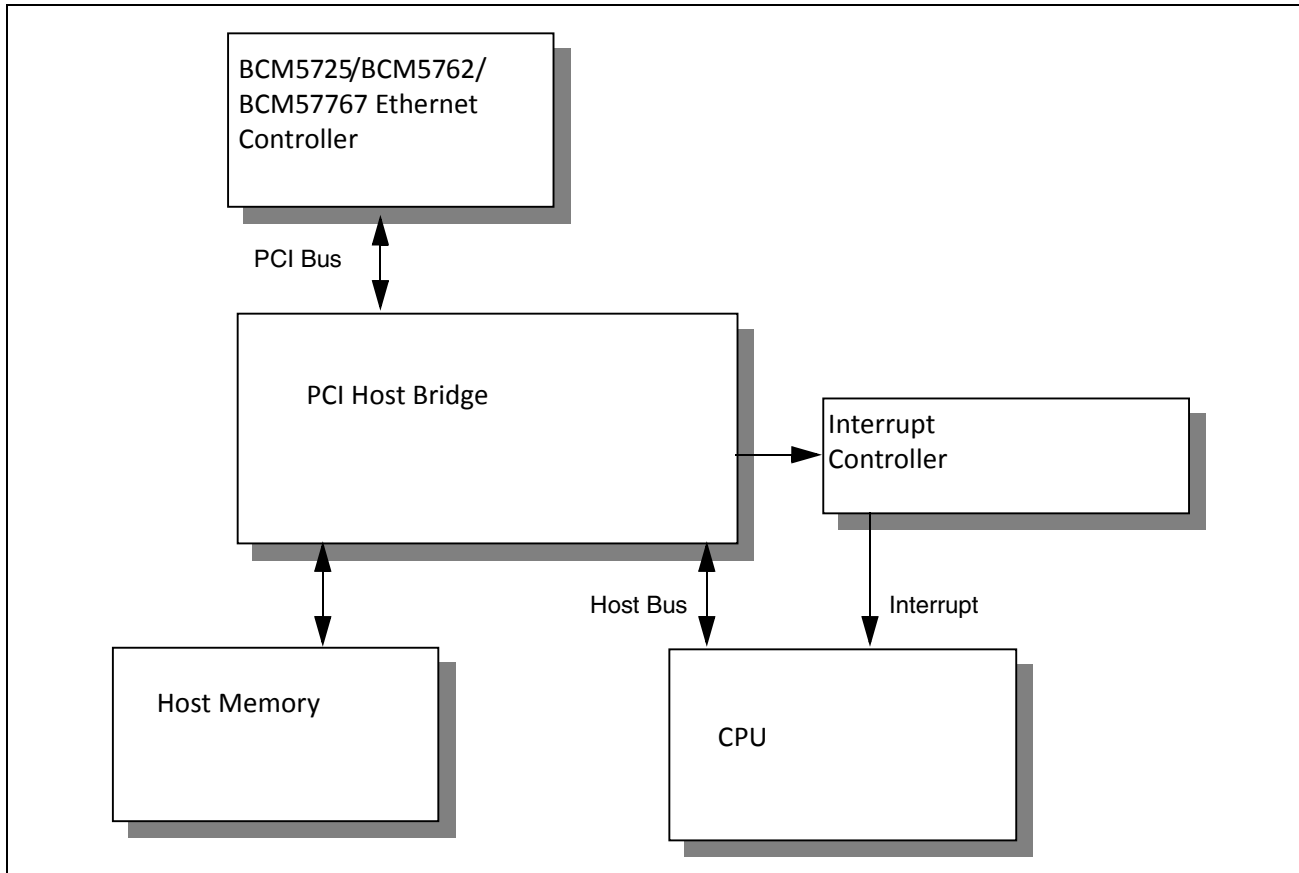 BCM5725/BCM5762/
BCM57767 Ethernet
Controller
PCI Bus
PCI Host Bridge
Interrupt
Controller
Host Bus
Interrupt
Host Memory
CPU